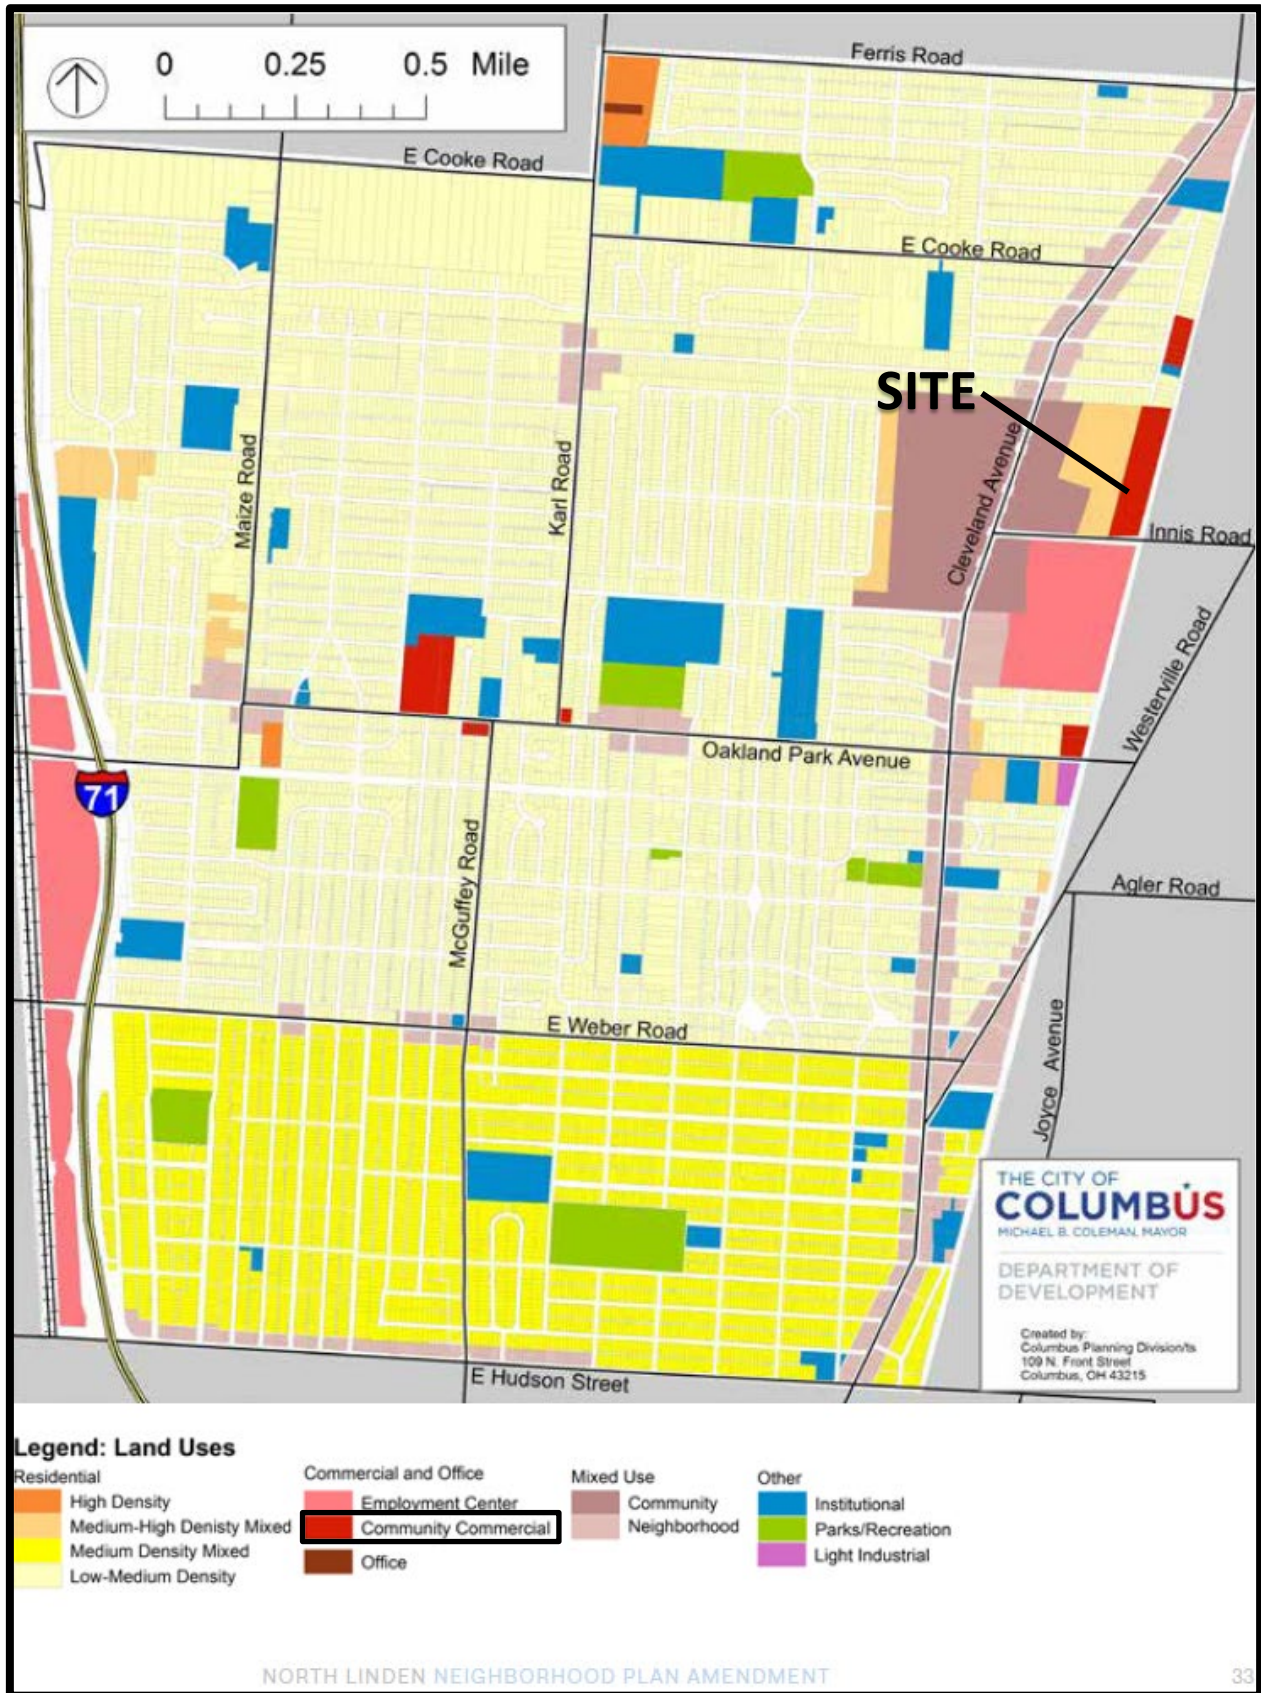 0 0.25 0.5 Mile
Ferris Road
E Cooke Road
E Cooke Road
SITE
Maize Road
Karl Road
Cleveland Avenue
Innis Road
Westerville Road
Oakland Park Avenue
71
McGuffey Road
Agler Road
E Weber Road
Joyce Avenue
E Hudson Street
THE CITY OF
COLUMBUS
MICHAEL B. COLEMAN, MAYOR
DEPARTMENT OF
DEVELOPMENT
Created by:
Columbus Planning Division/ts
109 N. Front Street
Columbus, OH 43215
Legend: Land Uses
Residential
High Density
Medium-High Denisty Mixed
Medium Density Mixed
Low-Medium Density
Commercial and Office
Employment Center
Community Commercial
Office
Mixed Use
Community
Neighborhood
Other
Institutional
Parks/Recreation
Light Industrial
NORTH LINDEN NEIGHBORHOOD PLAN AMENDMENT 33